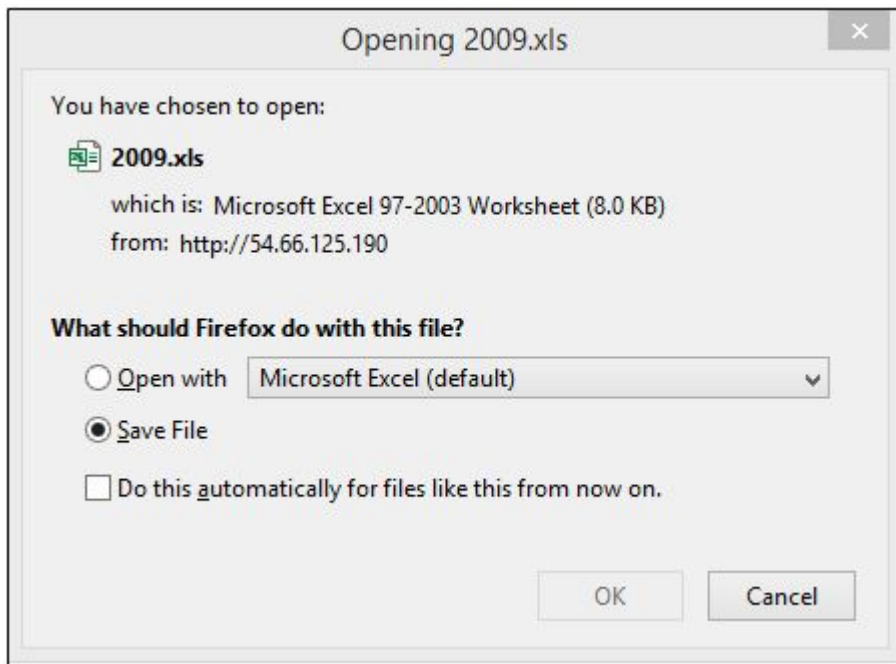 Opening 2009.xls
You have chosen to open:
2009.xls
which is: Microsoft Excel 97-2003 Worksheet (8.0 KB)
from: http://54.66.125.190
What should Firefox do with this file?
Open with Microsoft Excel (default)
Save File
Do this automatically for files like this from now on.
OK Cancel